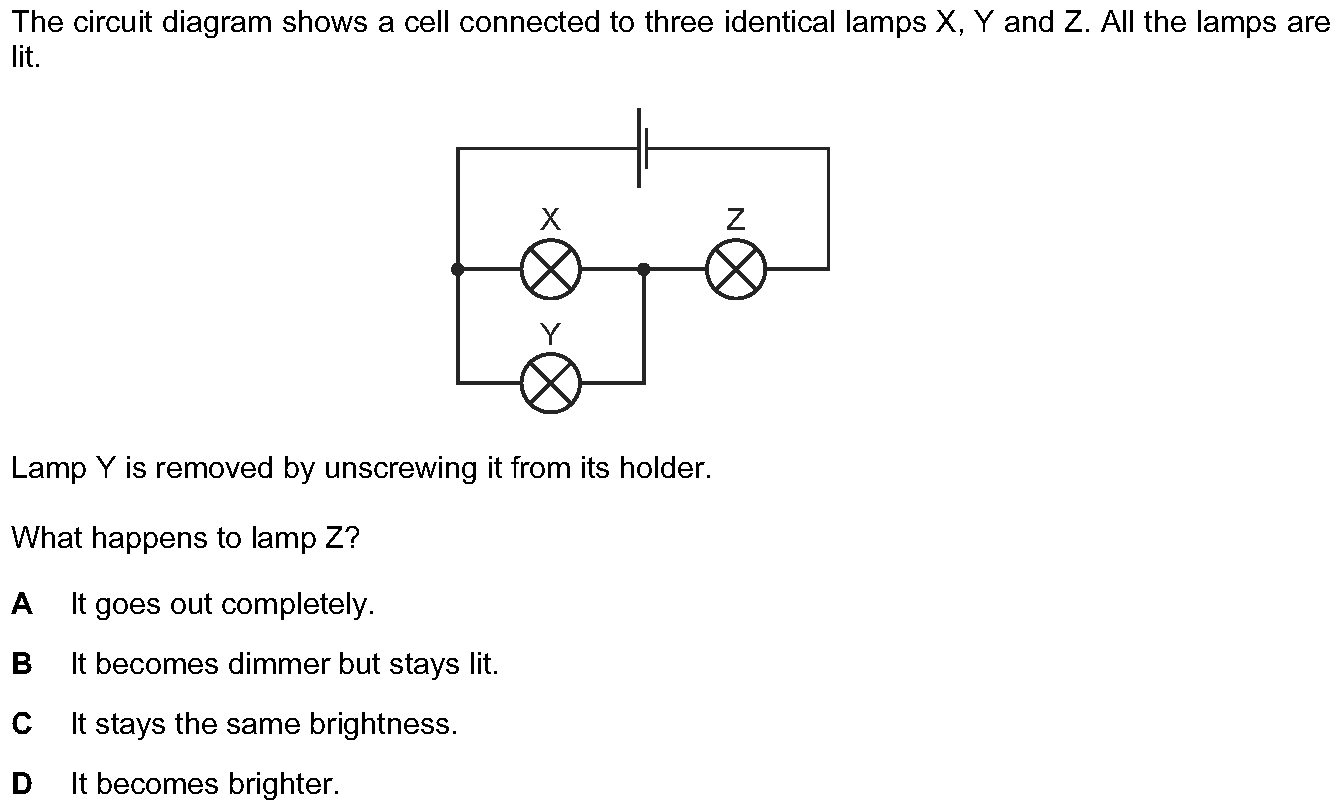 The circuit diagram shows a cell connected to three identical lamps X, Y and Z. All the lamps are
lit.
X
Z
Y
Lamp Y is removed by unscrewing it from its holder.
What happens to lamp Z?
A It goes out completely.
B It becomes dimmer but stays lit.
C It stays the same brightness.
D It becomes brighter.